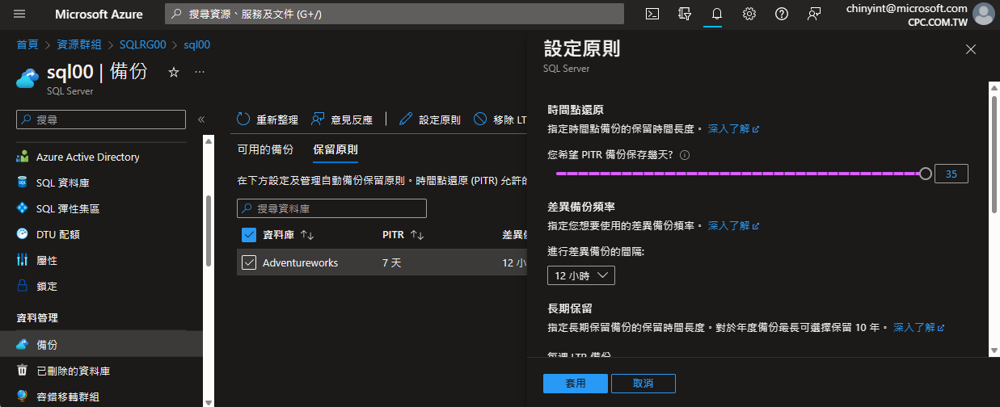 Microsoft Azure
搜尋資源、服務及文件 (G+/)
chinyint@microsoft.com
CPC.COM.TW
首頁 > 資源群組 > SQLRG00 > sql00
sql00 | 備份
SQL Server
搜尋
Azure Active Directory
SQL 資料庫
SQL 彈性集區
DTU 配額
屬性
鎖定
資料管理
備份
已刪除的資料庫
容錯移轉群組
重新整理
意見反應
設定原則
移除 LT
可用的備份
保留原則
在下方設定及管理自動備份保留原則。時間點還原 (PITR) 允許的
搜尋資料庫
資料庫
PITR
差異
Adventureworks
7 天
12 小
設定原則
SQL Server
時間點還原
指定時間點備份的保留時間長度。 深入了解
您希望 PITR 備份保存幾天?
35
差異備份頻率
指定您想要使用的差異備份頻率。 深入了解
進行差異備份的間隔:
12 小時
長期保留
指定長期保留備份的保留時間長度。對於年度備份最長可選擇保留 10 年。 深入了解
每週 LTR 備份
套用
取消